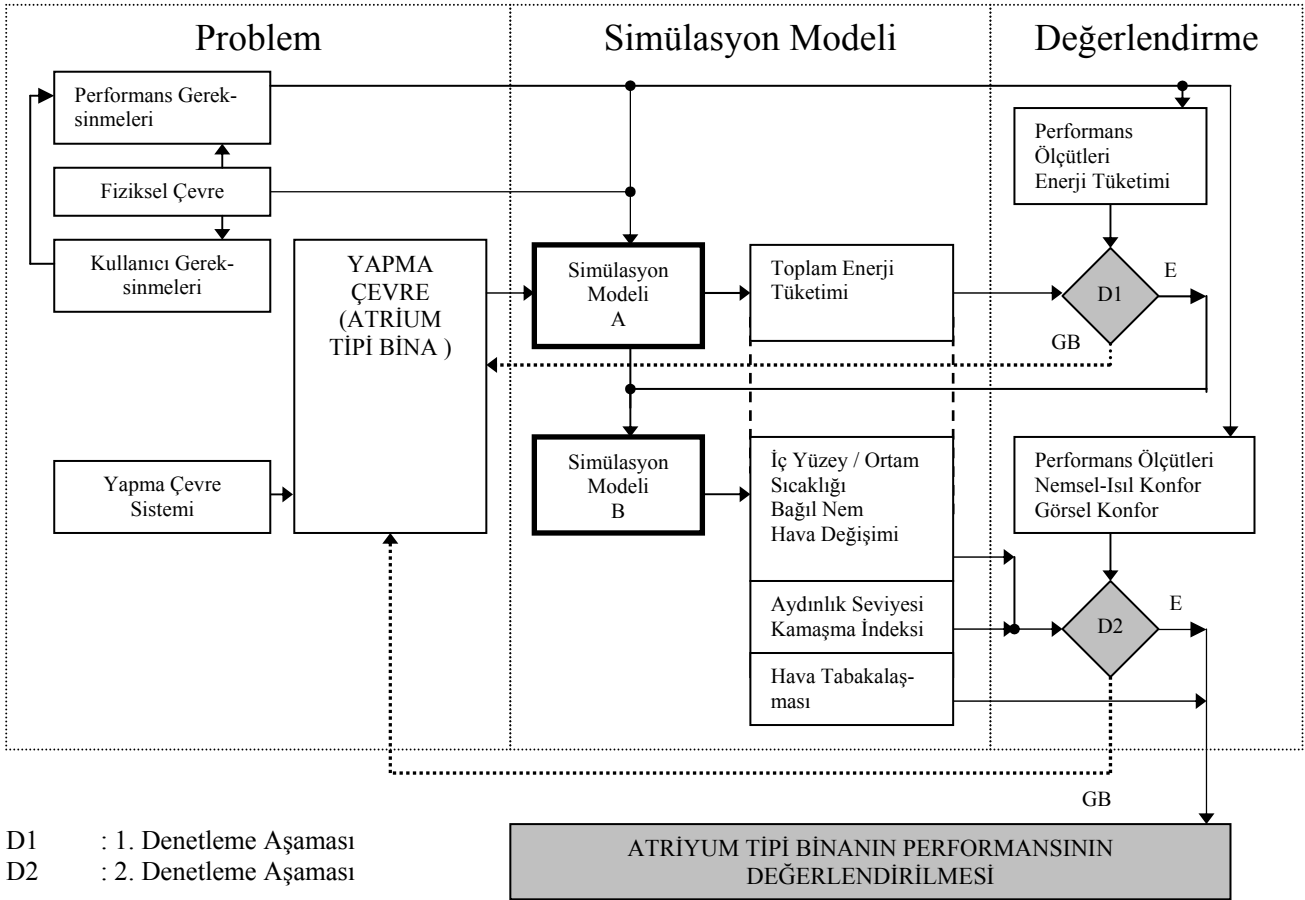 Problem
Simülasyon Modeli
Değerlendirme
Performans Gerek-
sinmeleri
Fiziksel Çevre
Kullanıcı Gerek-
sinmeleri
Yapma Çevre
Sistemi
YAPMA
ÇEVRE
(ATRİUM
TİPİ BİNA )
Simülasyon
Modeli
A
Toplam Enerji
Tüketimi
Performans
Ölçütleri
Enerji Tüketimi
D1
E
GB
Simülasyon
Modeli
B
İç Yüzey / Ortam
Sıcaklığı
Bağıl Nem
Hava Değişimi
Aydınlık Seviyesi
Kamaşma İndeksi
Hava Tabakalaş-
ması
Performans Ölçütleri
Nemsel-Isıl Konfor
Görsel Konfor
D2
E
GB
D1 : 1. Denetleme Aşaması
D2 : 2. Denetleme Aşaması
ATRİYUM TİPİ BİNANIN PERFORMANSININ
DEĞERLENDİRİLMESİ